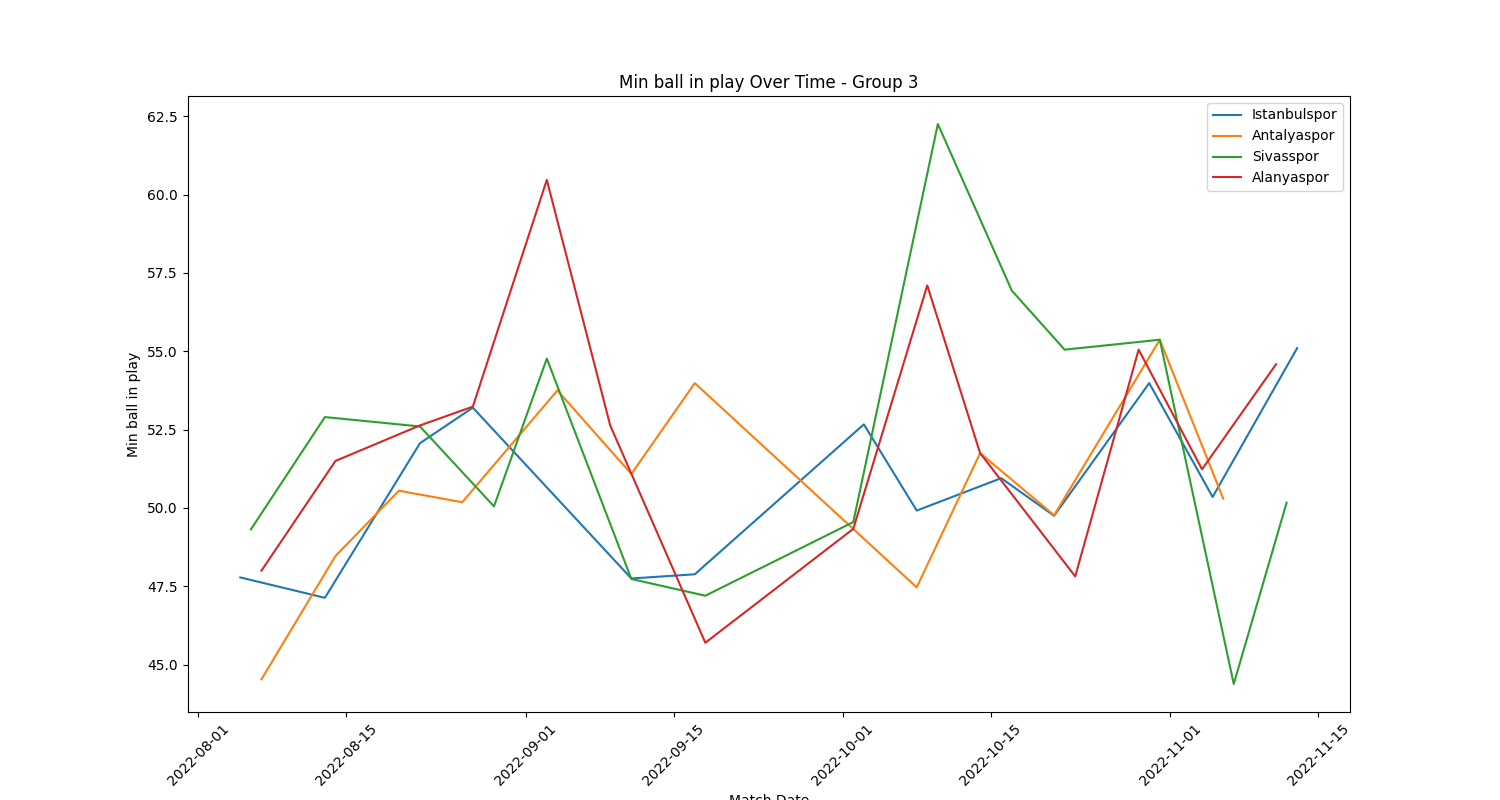 Min ball in play Over Time - Group 3
Istanbulspor
Antalyaspor
Sivasspor
Alanyaspor
62.5
60.0
57.5
55.0
52.5
50.0
47.5
45.0
Min ball in play
2022-08-01
2022-08-15
2022-09-01
2022-09-15
2022-10-01
2022-10-15
2022-11-01
2022-11-15
Match Date